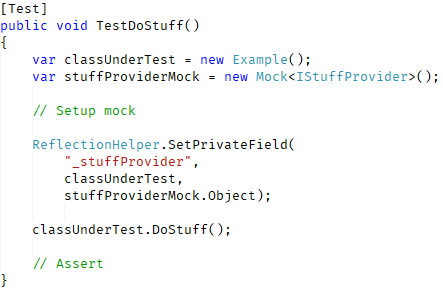 [Test]
public void TestDoStuff()
{
    var classUnderTest = new Example();
    var stuffProviderMock = new Mock<IStuffProvider>();

    // Setup mock

    ReflectionHelper.SetPrivateField(
        "_stuffProvider",
        classUnderTest,
        stuffProviderMock.Object);

    classUnderTest.DoStuff();

    // Assert
}